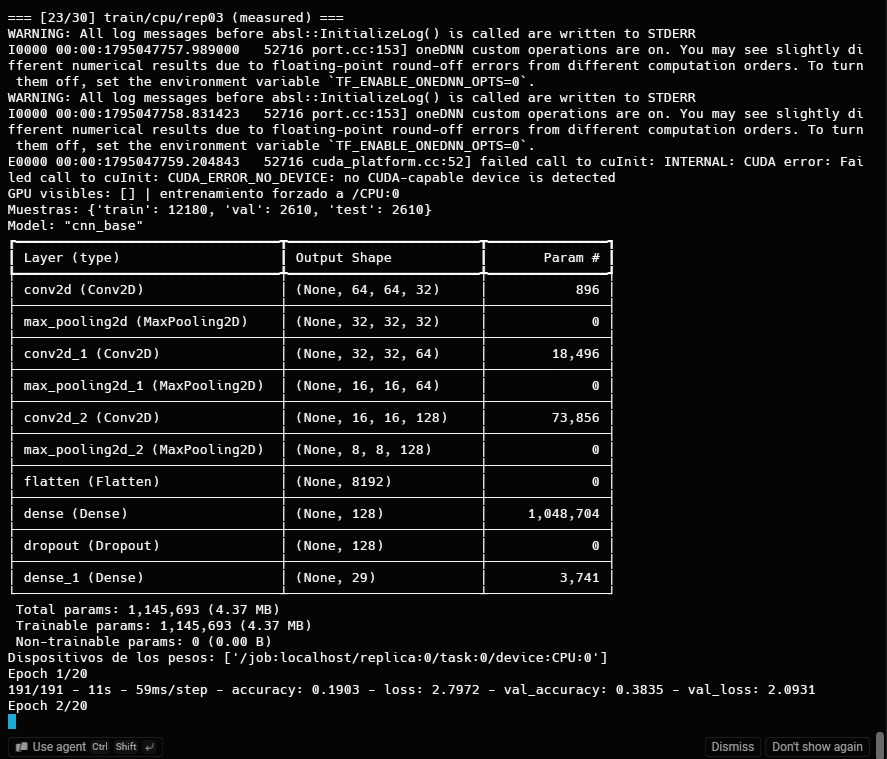 === [23/30] train/cpu/rep03 (measured) ===
WARNING: All log messages before absl::InitializeLog() is called are written to STDERR
I0000 00:00:1795047757.989000   52716 port.cc:153] oneDNN custom operations are on. You may see slightly di
fferent numerical results due to floating-point round-off errors from different computation orders. To turn
 them off, set the environment variable `TF_ENABLE_ONEDNN_OPTS=0`.
WARNING: All log messages before absl::InitializeLog() is called are written to STDERR
I0000 00:00:1795047758.831423   52716 port.cc:153] oneDNN custom operations are on. You may see slightly di
fferent numerical results due to floating-point round-off errors from different computation orders. To turn
 them off, set the environment variable `TF_ENABLE_ONEDNN_OPTS=0`.
E0000 00:00:1795047759.204843   52716 cuda_platform.cc:52] failed call to cuInit: INTERNAL: CUDA error: Fai
led call to cuInit: CUDA_ERROR_NO_DEVICE: no CUDA-capable device is detected
GPU visibles: [] | entrenamiento forzado a /CPU:0
Muestras: {'train': 12180, 'val': 2610, 'test': 2610}
Model: "cnn_base"
Layer (type) Output Shape Param #
conv2d (Conv2D) (None, 64, 64, 32) 896
max_pooling2d (MaxPooling2D) (None, 32, 32, 32) 0
conv2d_1 (Conv2D) (None, 32, 32, 64) 18,496
max_pooling2d_1 (MaxPooling2D) (None, 16, 16, 64) 0
conv2d_2 (Conv2D) (None, 16, 16, 128) 73,856
max_pooling2d_2 (MaxPooling2D) (None, 8, 8, 128) 0
flatten (Flatten) (None, 8192) 0
dense (Dense) (None, 128) 1,048,704
dropout (Dropout) (None, 128) 0
dense_1 (Dense) (None, 29) 3,741
Total params: 1,145,693 (4.37 MB)
Trainable params: 1,145,693 (4.37 MB)
Non-trainable params: 0 (0.00 B)
Dispositivos de los pesos: ['/job:localhost/replica:0/task:0/device:CPU:0']
Epoch 1/20
191/191 - 11s - 59ms/step - accuracy: 0.1903 - loss: 2.7972 - val_accuracy: 0.3835 - val_loss: 2.0931
Epoch 2/20
Use agent Ctrl Shift ⏎ Dismiss Don't show again